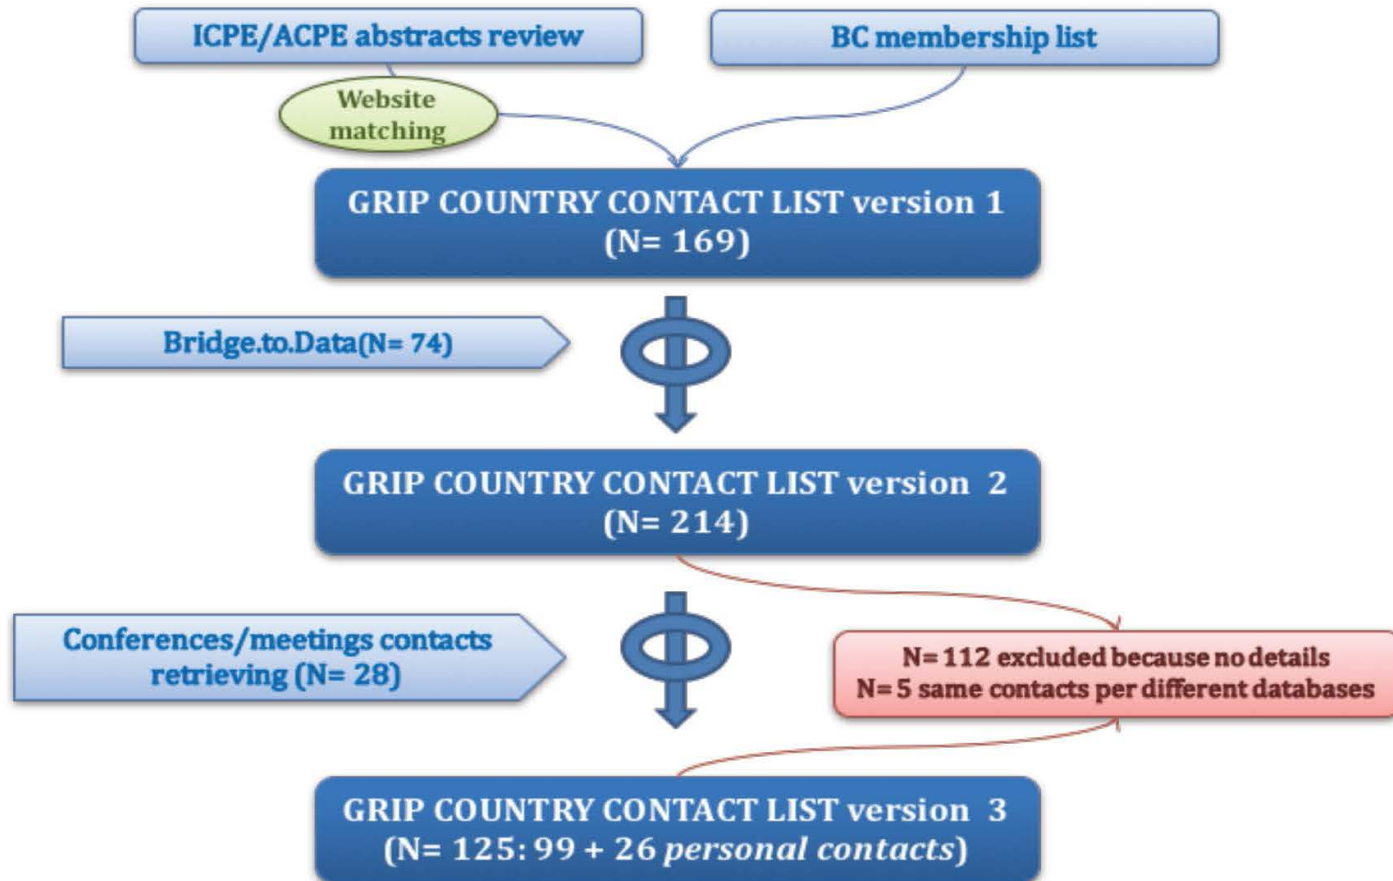 ICPE/ACPE abstracts review
BC membership list
Website
matching
GRIP COUNTRY CONTACT LIST version 1
(N= 169)
Bridge.to.Data(N= 74)
GRIP COUNTRY CONTACT LIST version 2
(N= 214)
Conferences/meetings contacts
retrieving (N= 28)
N= 112 excluded because no details
N= 5 same contacts per different databases
GRIP COUNTRY CONTACT LIST version 3
(N= 125: 99 + 26 personal contacts)